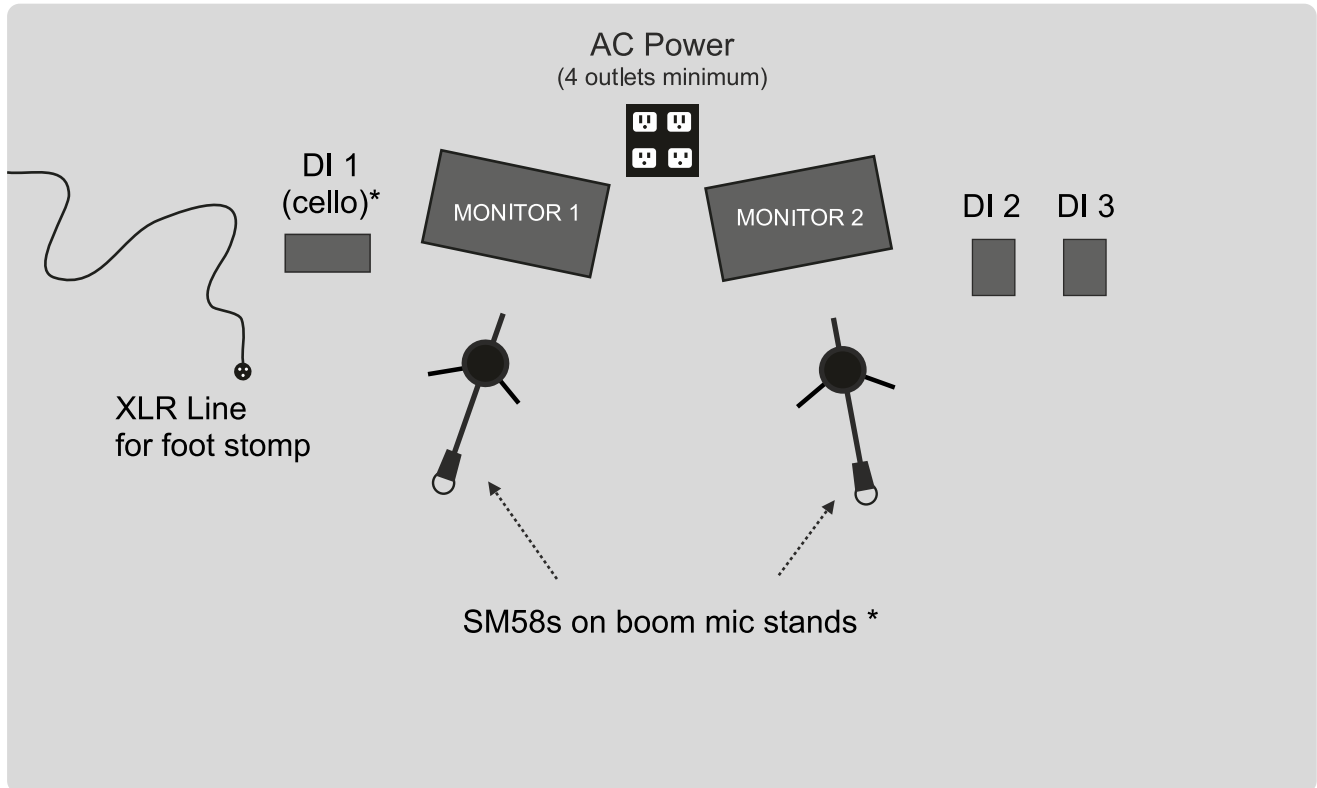 AC Power
(4 outlets minimum)
DI 1
(cello)*
MONITOR 1
MONITOR 2
DI 2
DI 3
XLR Line
for foot stomp
SM58s on boom mic stands *